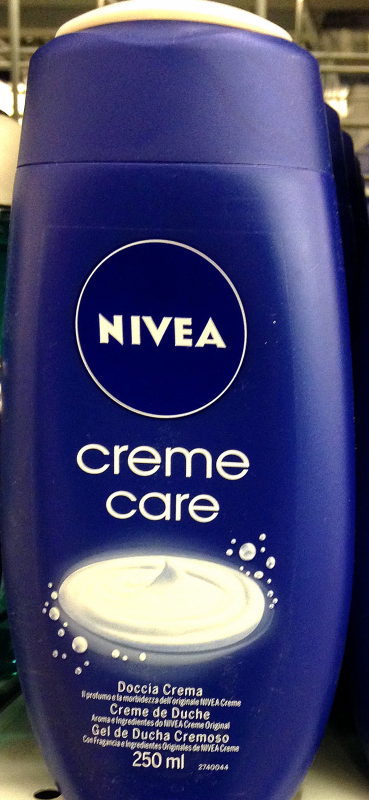 NIVEA
creme
care
Doccia Crema
Il profumo e la morbidezza dell'originale NIVEA Creme
Creme de Duche
Aroma e Ingredientes do NIVEA Creme Original
Gel de Ducha Cremoso
Con Fragancia e Ingredientes Originales de NIVEA Creme
250 ml
2740044